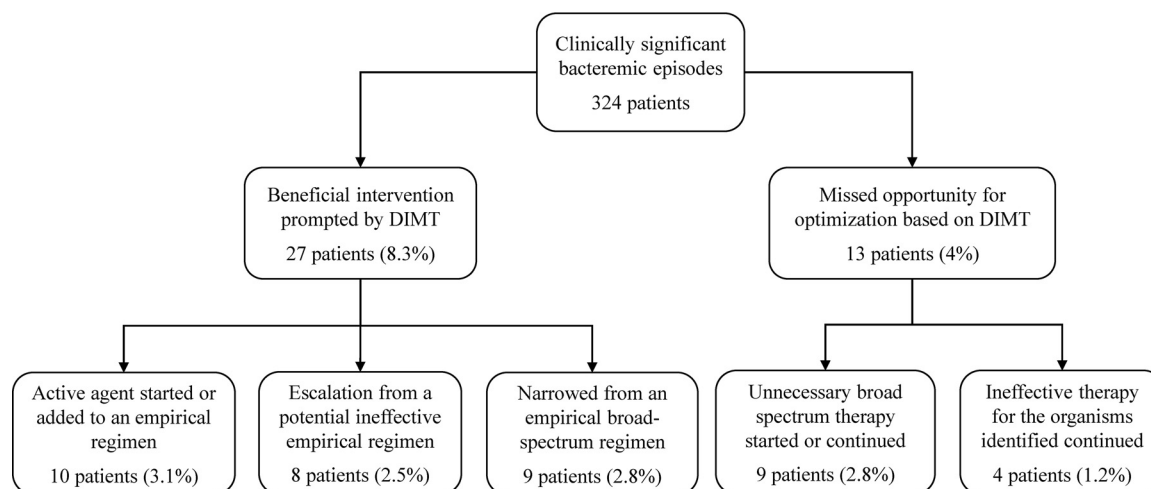 Clinically significant
bacteremic episodes
324 patients
Beneficial intervention
prompted by DIMT
27 patients (8.3%)
Missed opportunity for
optimization based on DIMT
13 patients (4%)
Active agent started or
added to an empirical
regimen
10 patients (3.1%)
Escalation from a
potential ineffective
empirical regimen
8 patients (2.5%)
Narrowed from an
empirical broad-
spectrum regimen
9 patients (2.8%)
Unnecessary broad
spectrum therapy
started or continued
9 patients (2.8%)
Ineffective therapy
for the organisms
identified continued
4 patients (1.2%)